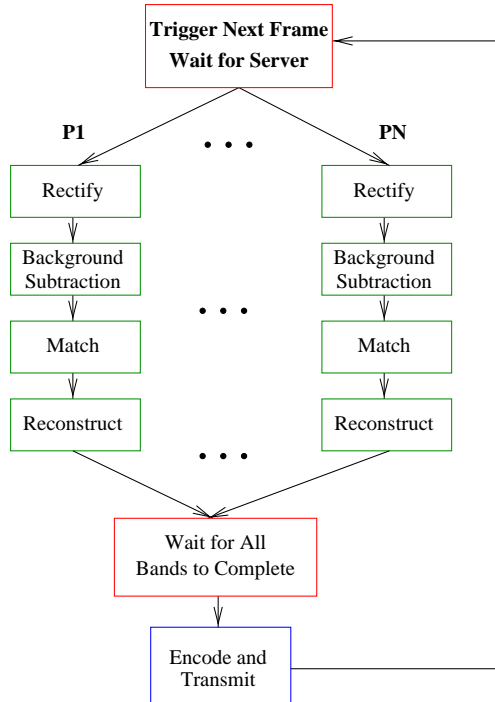 Trigger Next Frame
Wait for Server
P1
PN
Rectify
Rectify
Background
Subtraction
Background
Subtraction
Match
Match
Reconstruct
Reconstruct
Wait for All
Bands to Complete
Encode and
Transmit